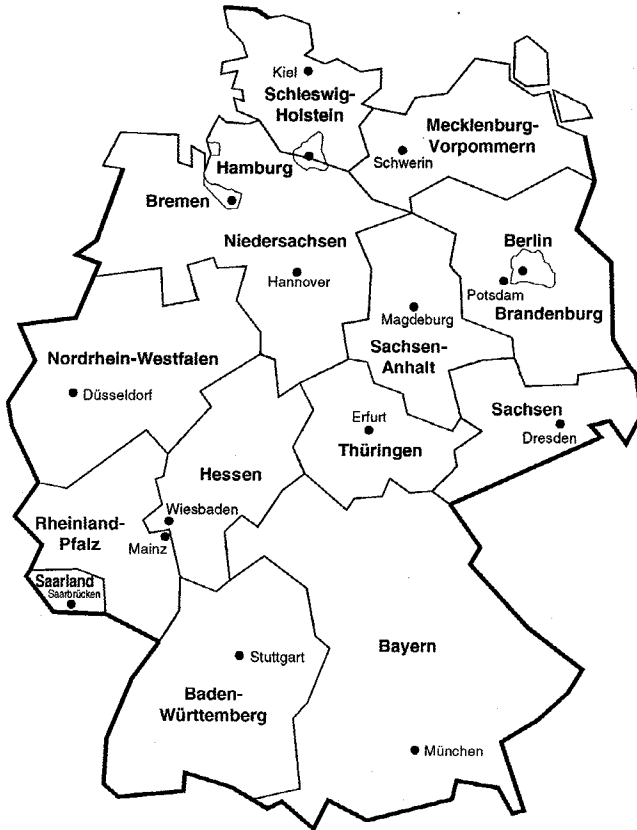 Kiel
Schleswig-
Holstein
Mecklenburg-
Vorpommern
Schwerin
Hamburg
Bremen
Niedersachsen
Hannover
Berlin
Potsdam
Brandenburg
Magdeburg
Sachsen-
Anhalt
Nordrhein-Westfalen
Düsseldorf
Sachsen
Dresden
Erfurt
Thüringen
Hessen
Wiesbaden
Rheinland-
Pfalz
Mainz
Saarland
Saarbrücken
Stuttgart
Baden-
Württemberg
Bayern
München